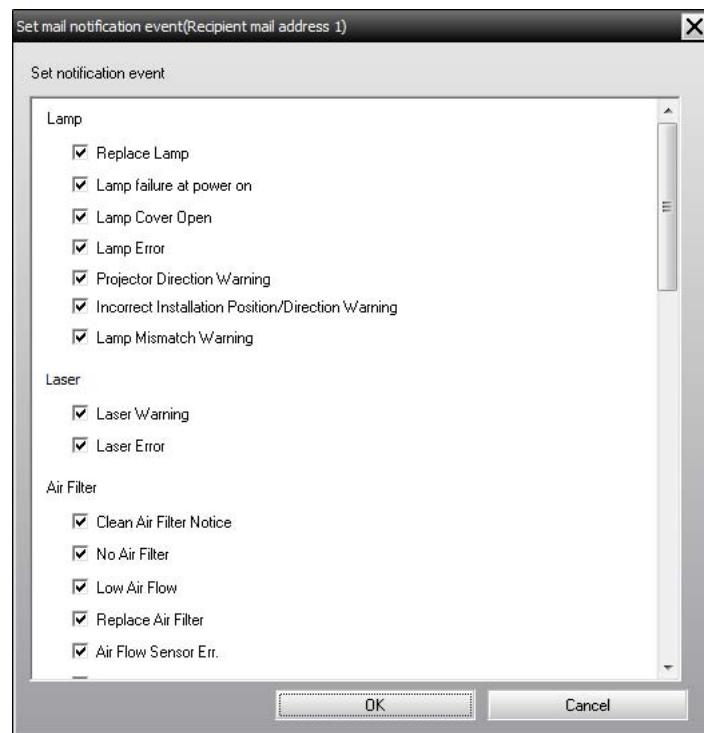 Set mail notification event(Recipient mail address 1)
Set notification event
Lamp
Replace Lamp
Lamp failure at power on
Lamp Cover Open
Lamp Error
Projector Direction Warning
Incorrect Installation Position/Direction Warning
Lamp Mismatch Warning
Laser
Laser Warning
Laser Error
Air Filter
Clean Air Filter Notice
No Air Filter
Low Air Flow
Replace Air Filter
Air Flow Sensor Err.
OK Cancel